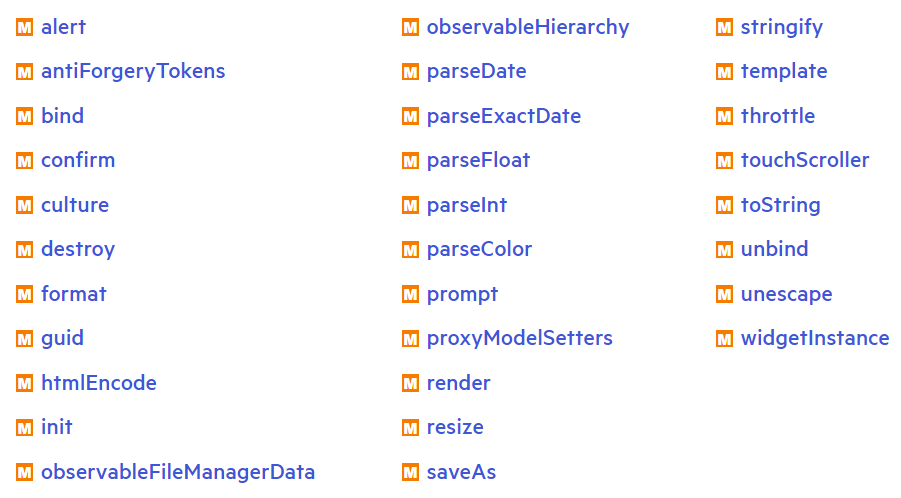 M alert
M antiForgeryTokens
M bind
M confirm
M culture
M destroy
M format
M guid
M htmlEncode
M init
M observableFileManagerData
M observableHierarchy
M parseDate
M parseExactDate
M parseFloat
M parseInt
M parseColor
M prompt
M proxyModelSetters
M render
M resize
M saveAs
M stringify
M template
M throttle
M touchScroller
M toString
M unbind
M unescape
M widgetInstance